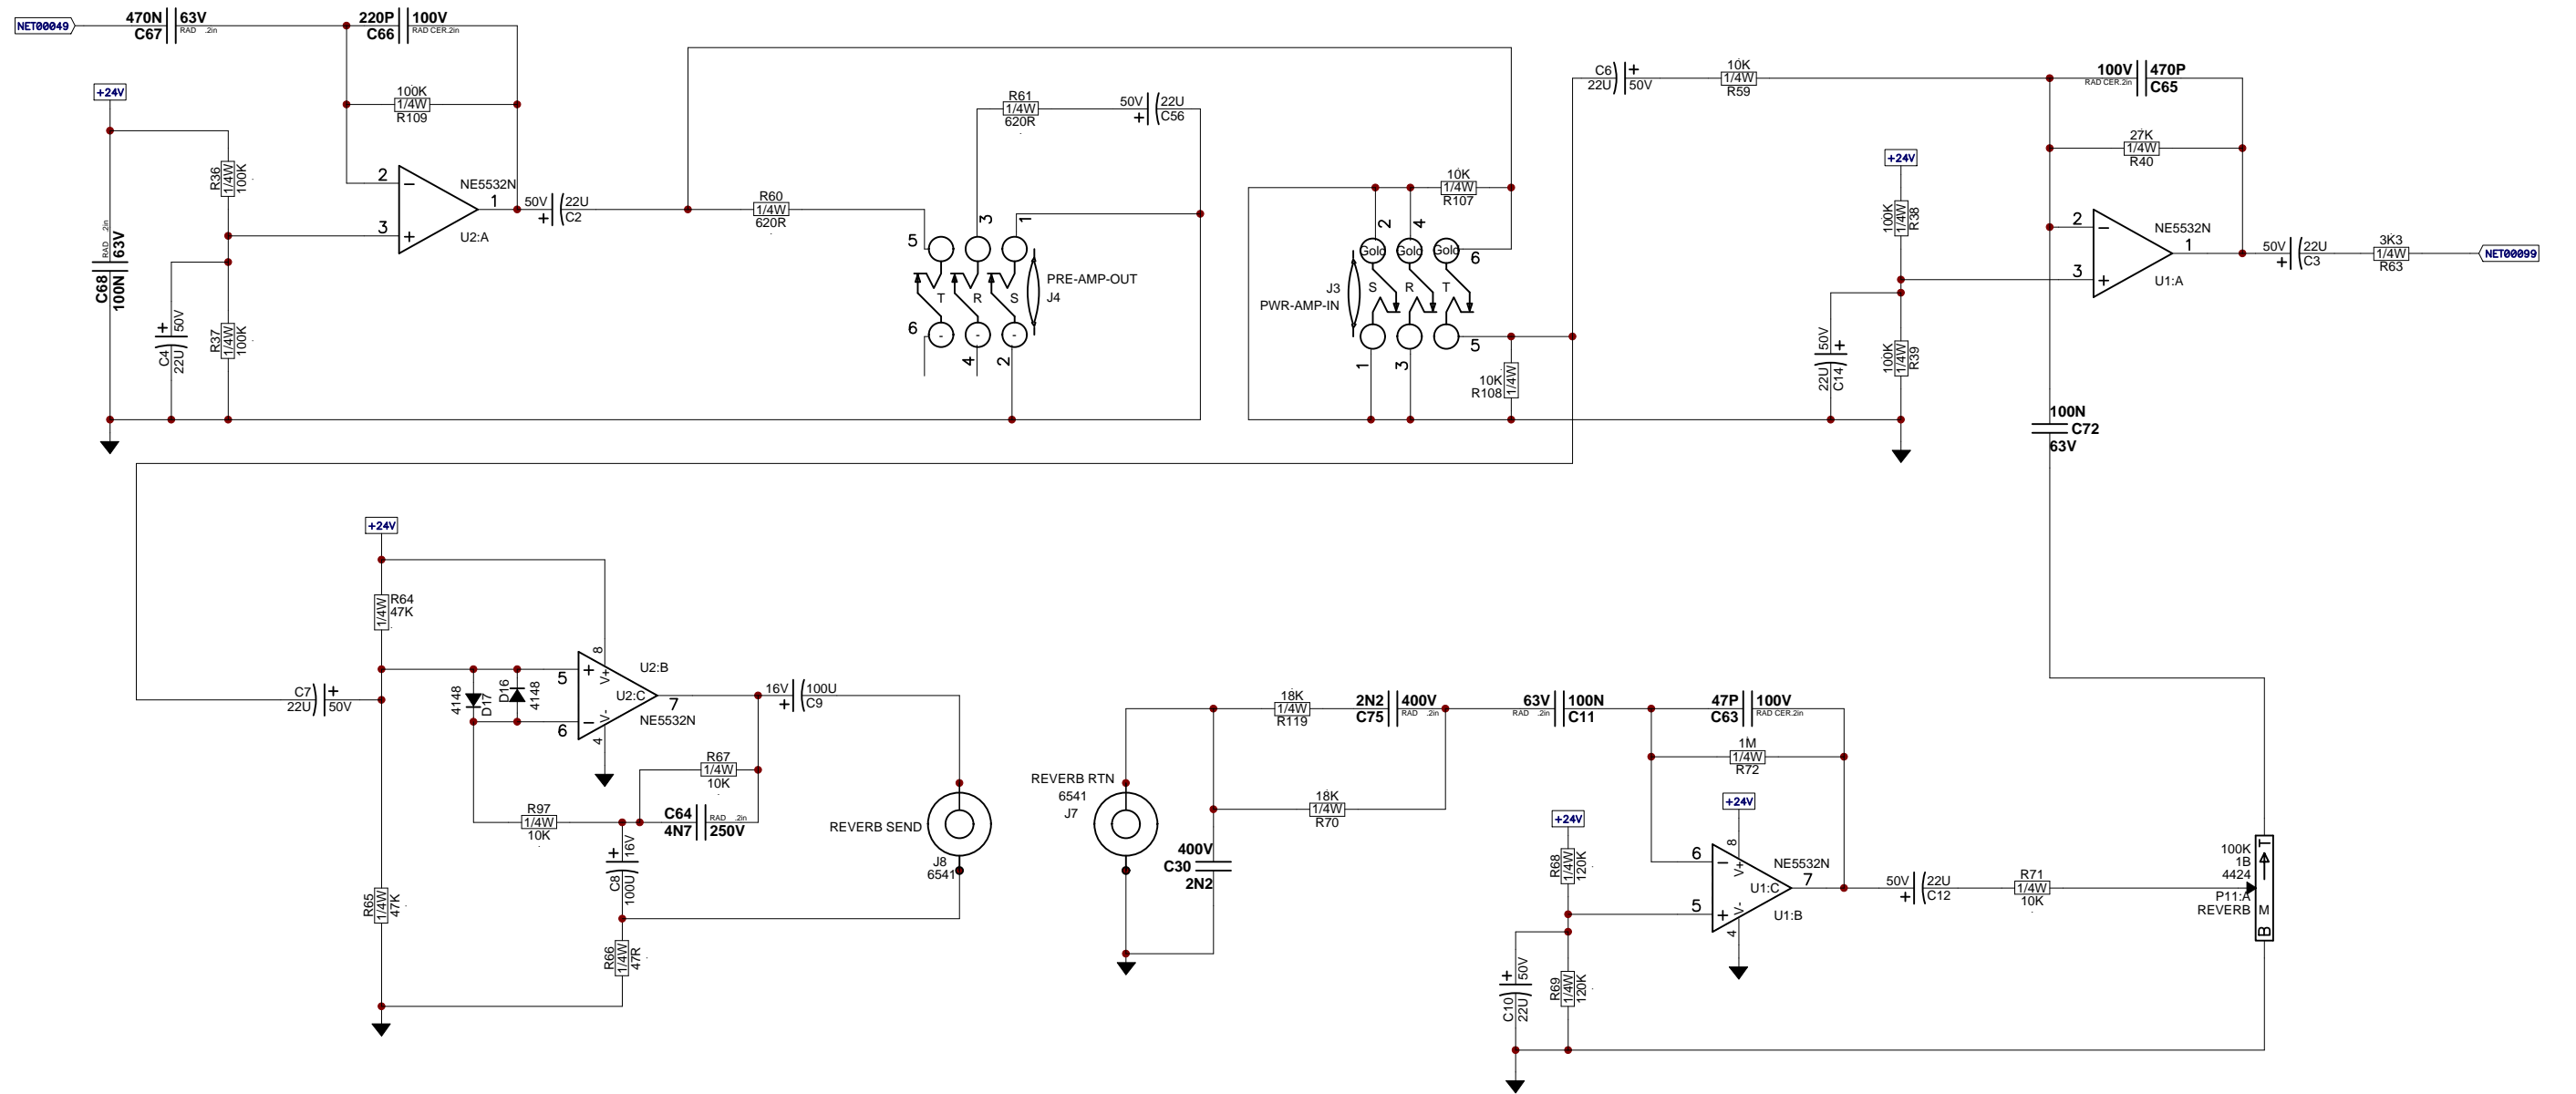 NET00049
470N 63V
C67 RAD .2in
220P 100V
C66 RAD CER.2in
100K
1/4W
R109
+24V
R36
1/4W
100K
2
3
1
NE5532N
U2:A
50V 22U
C2
RAD .2in
63V
C68
100N
50V
C4
22U
R37
1/4W
100K
R60
1/4W
620R
R61
1/4W
620R
50V 22U
C56
5
3
1
T R S
PRE-AMP-OUT
J4
6
4
2
10K
1/4W
R107
2
4
6
Gold Gold Gold
S R T
J3
PWR-AMP-IN
1
3
5
10K
R108
1/4W
C6
22U 50V
10K
1/4W
R59
100V 470P
RAD CER.2in C65
27K
1/4W
R40
+24V
100K
1/4W
R38
2
3
1
NE5532N
U1:A
50V 22U
C3
3K3
1/4W
R63
NET00099
50V
22U
C14
100K
1/4W
R39
100N
C72
63V
+24V
R64
1/4W
47K
C7
22U 50V
4148
D17
D16
4148
5
6
8
V+
V-
4
7
U2:B
U2:C
NE5532N
16V 100U
C9
R67
1/4W
10K
R97
1/4W
10K
C64 RAD .2in
4N7 250V
16V
C8
100U
R65
1/4W
47K
R66
1/4W
47R
REVERB SEND
J8
6541
REVERB RTN
6541
J7
18K
1/4W
R119
2N2 400V
C75 RAD .2in
18K
1/4W
R70
400V
C30
2N2
63V 100N
RAD .2in C11
47P 100V
C63 RAD CER.2in
1M
1/4W
R72
+24V
+24V
R68
1/4W
120K
6
5
8
V+
V-
4
7
NE5532N
U1:C
U1:B
50V 22U
C12
R71
1/4W
10K
50V
C10
22U
R69
1/4W
120K
100K
1B
4424
P11:A
REVERB
T
M
B